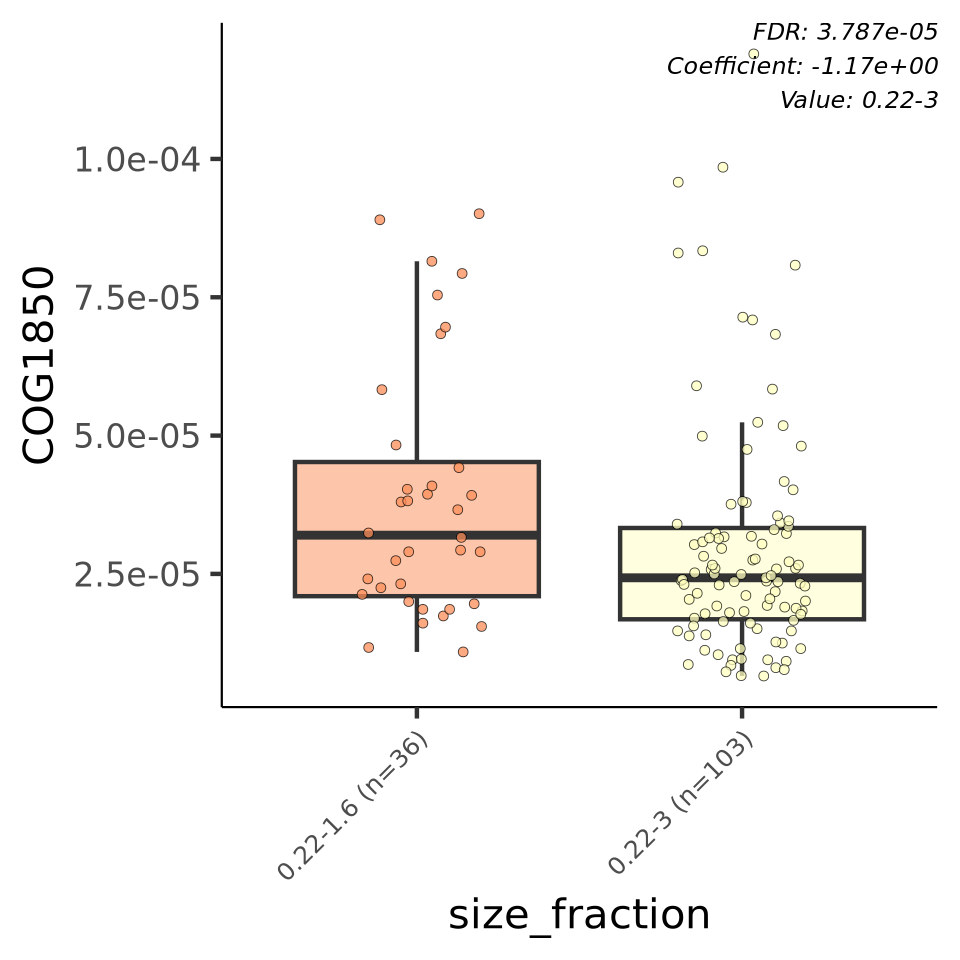 FDR: 3.787e-05
Coefficient: -1.17e+00
Value: 0.22-3
COG1850
1.0e-04
7.5e-05
5.0e-05
2.5e-05
0.22-1.6 (n=36)
0.22-3 (n=103)
size_fraction